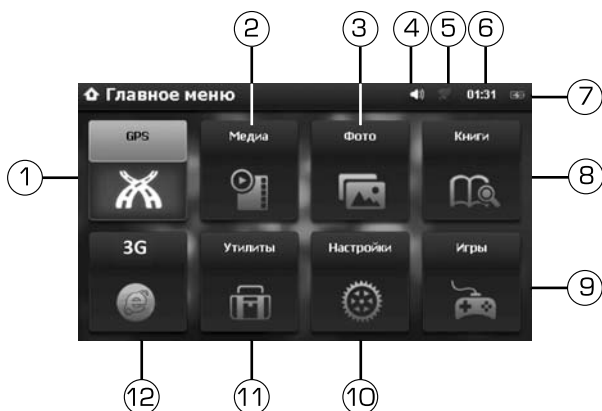 2 3 4 5 6
Главное меню 01:31 7
1 GPS Медиа Фото Книги 8
3G Утилиты Настройки Игры 9
12 11 10